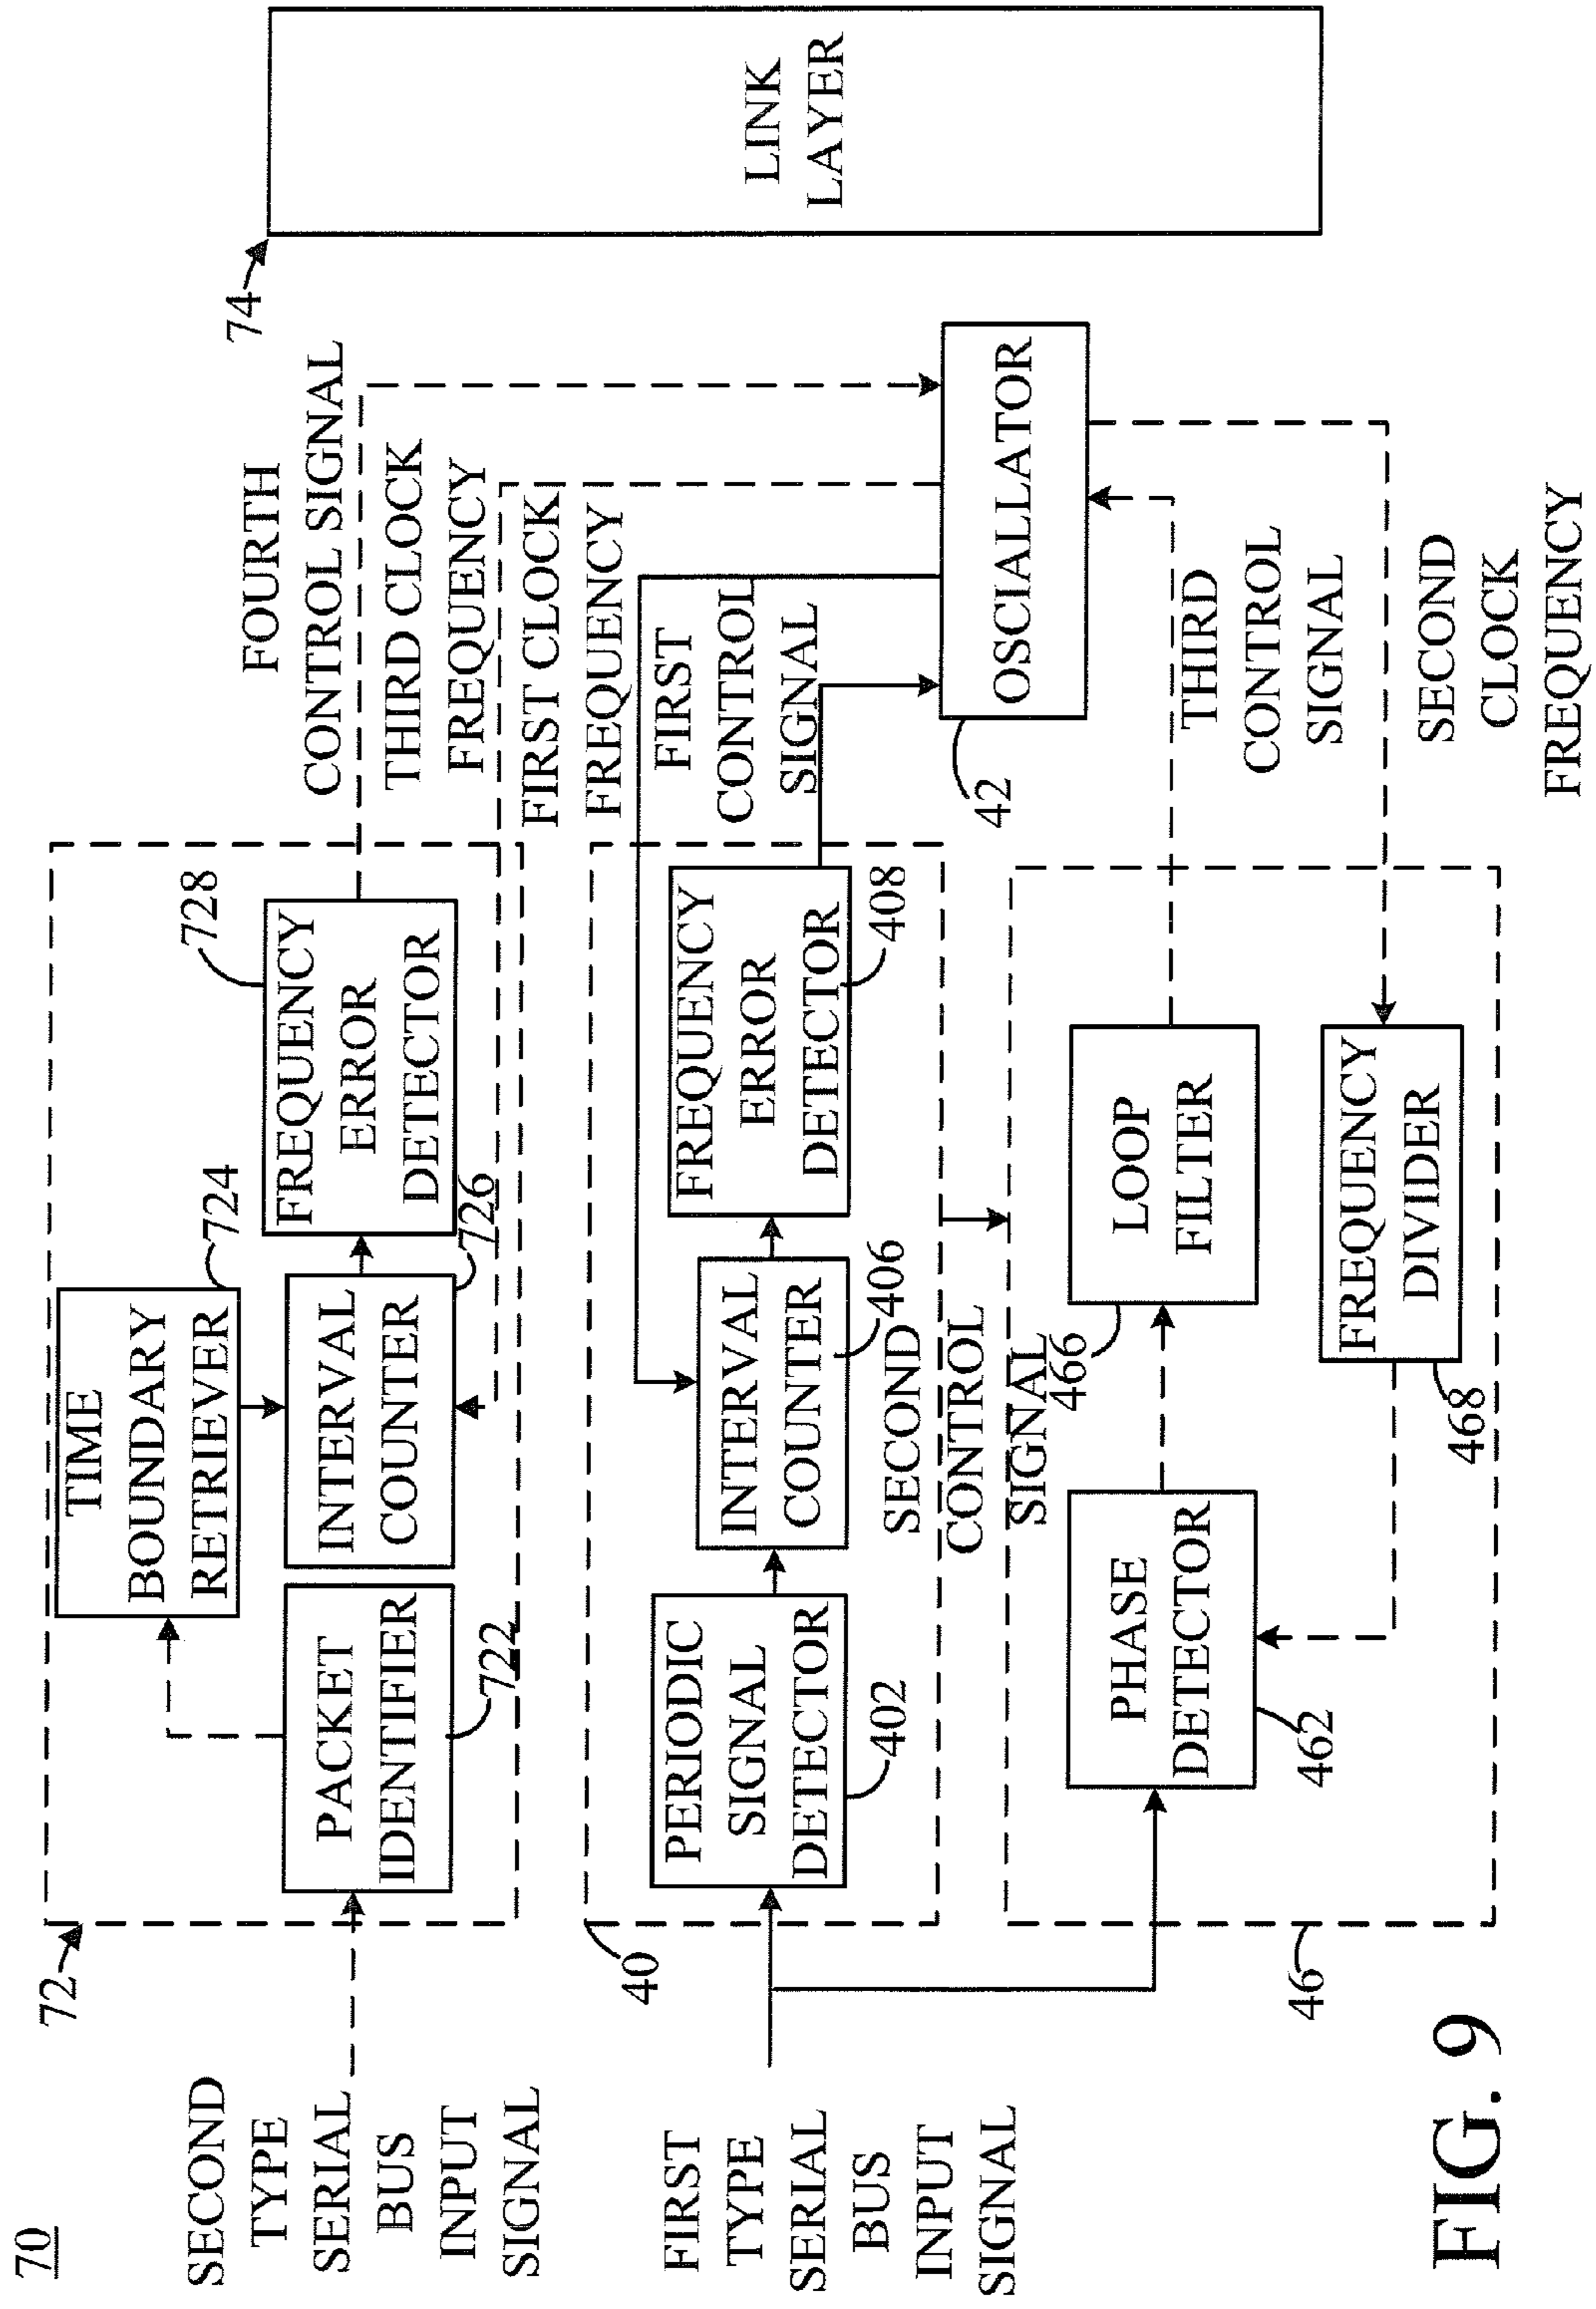 70
SECOND
TYPE
SERIAL
BUS
INPUT
SIGNAL
72
PACKET
IDENTIFIER
722
TIME
BOUNDARY
RETRIEVER
724
INTERVAL
COUNTER
726
FREQUENCY
ERROR
DETECTOR
728
FOURTH
CONTROL SIGNAL
THIRD CLOCK
FREQUENCY
FIRST CLOCK
FREQUENCY
FIRST
CONTROL
SIGNAL
74
LINK
LAYER
FIRST
TYPE
SERIAL
BUS
INPUT
SIGNAL
40
PERIODIC
SIGNAL
DETECTOR
402
INTERVAL
COUNTER
406
FREQUENCY
ERROR
DETECTOR
408
OSCIALLATOR
42
SECOND
CONTROL
SIGNAL
46
PHASE
DETECTOR
462
LOOP
FILTER
466
FREQUENCY
DIVIDER
468
THIRD
CONTROL
SIGNAL
SECOND
CLOCK
FREQUENCY
FIG. 9